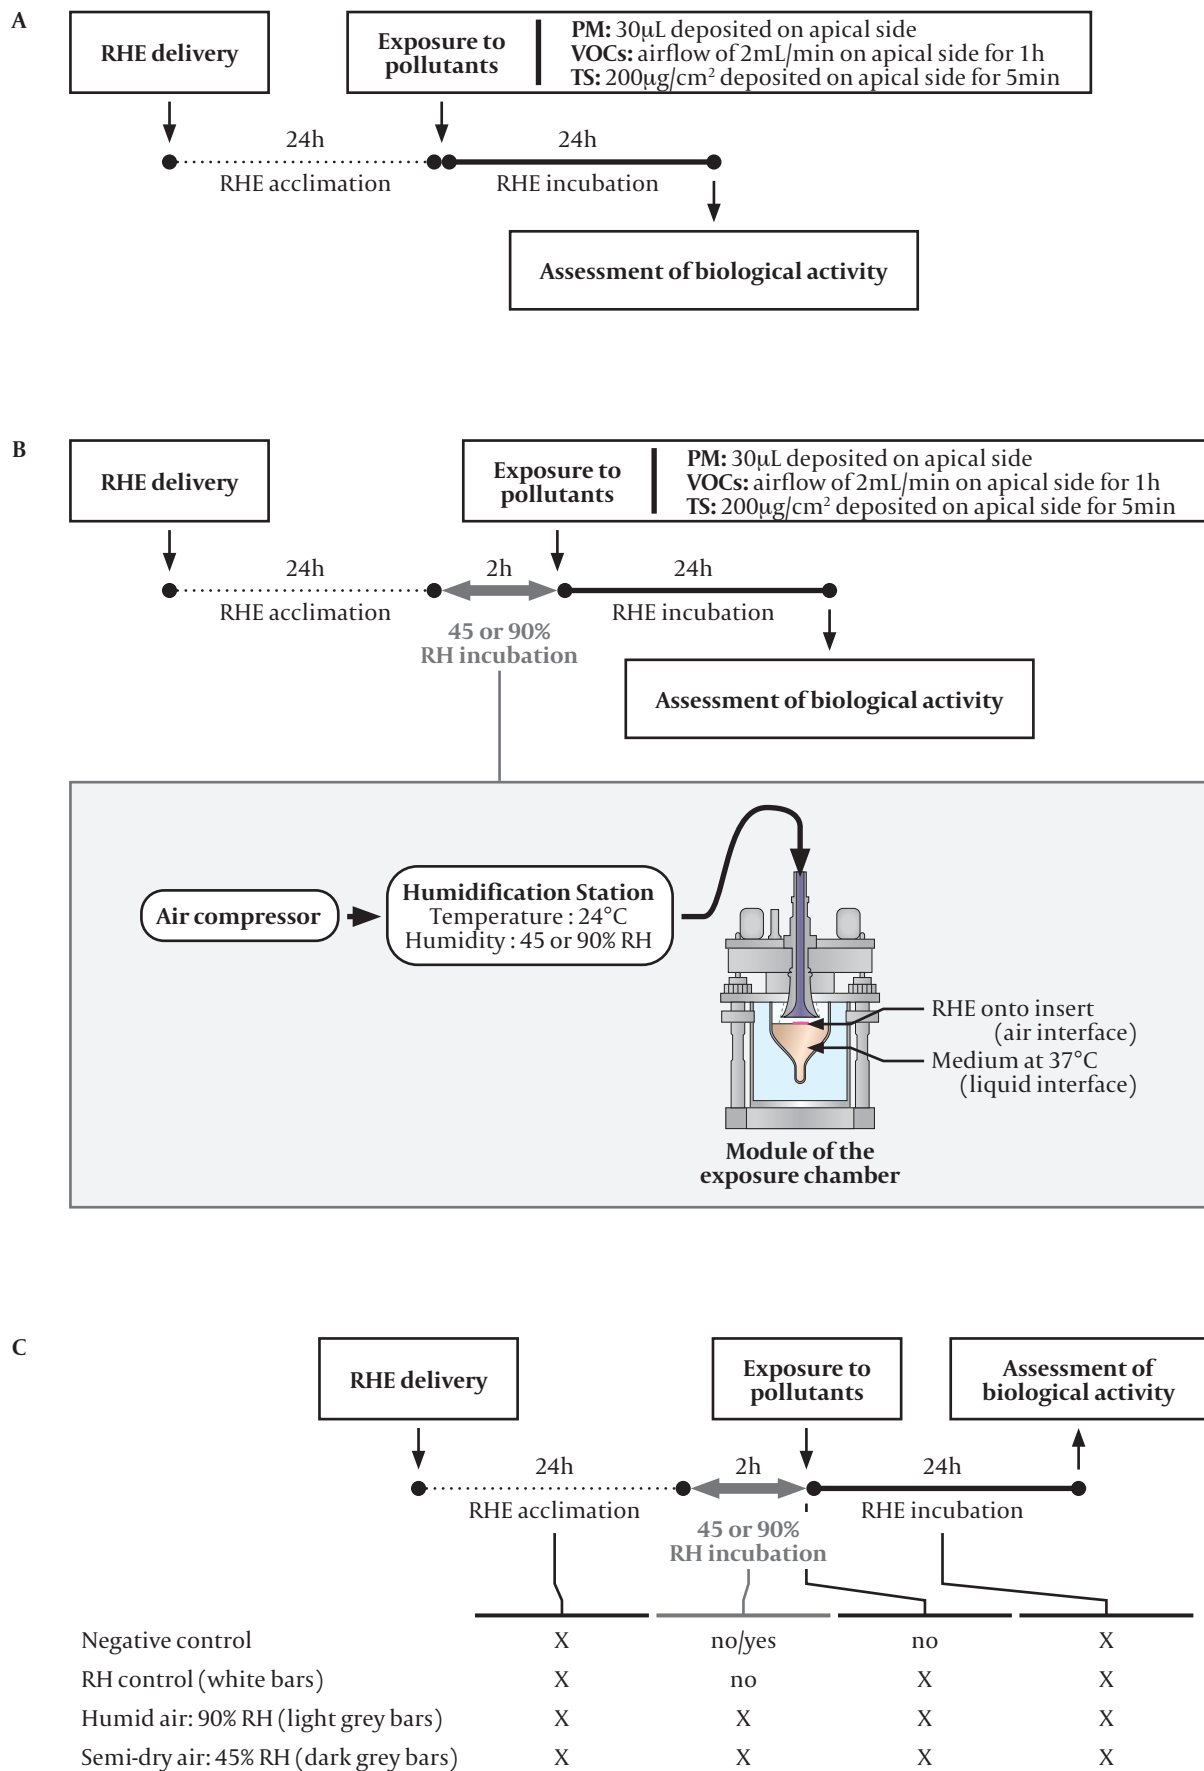 A
RHE delivery
Exposure to
pollutants
PM: 30μL deposited on apical side
VOCs: airflow of 2mL/min on apical side for 1h
TS: 200μg/cm² deposited on apical side for 5min
24h
24h
RHE acclimation
RHE incubation
Assessment of biological activity
B
RHE delivery
Exposure to
pollutants
PM: 30μL deposited on apical side
VOCs: airflow of 2mL/min on apical side for 1h
TS: 200μg/cm² deposited on apical side for 5min
24h
2h
24h
RHE acclimation
RHE incubation
45 or 90%
RH incubation
Assessment of biological activity
Air compressor
Humidification Station
Temperature : 24°C
Humidity : 45 or 90% RH
RHE onto insert
(air interface)
Medium at 37°C
(liquid interface)
Module of the
exposure chamber
C
RHE delivery
Exposure to
pollutants
Assessment of
biological activity
24h
2h
24h
RHE acclimation
RHE incubation
45 or 90%
RH incubation
Negative control X no/yes no X
RH control (white bars) X no X X
Humid air: 90% RH (light grey bars) X X X X
Semi-dry air: 45% RH (dark grey bars) X X X X